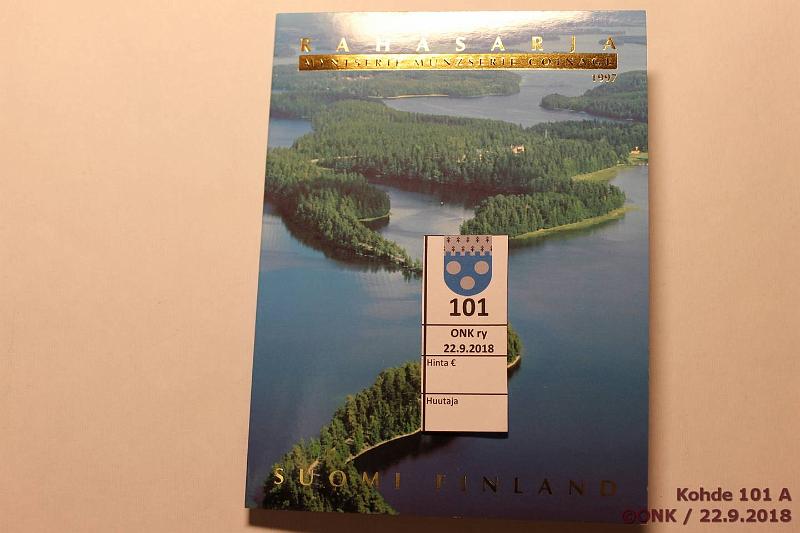 RAHASARJA
MYNTSERIE MÜNZSERIE COINAGE
1997
101
ONK ry
22.9.2018
Hinta €
Huutaja
SUOMI FINLAND
Kohde 101 A
©ONK / 22.9.2018